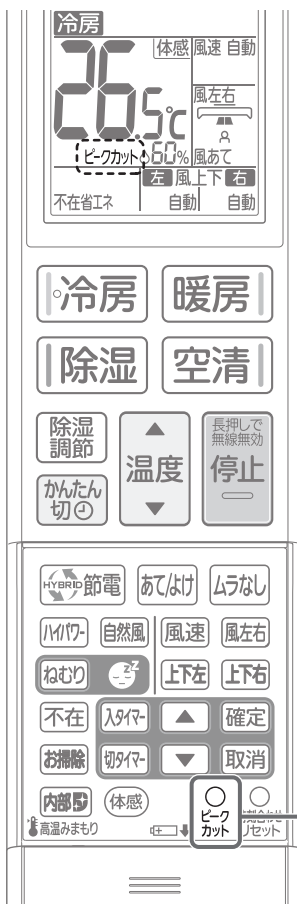 冷房
体感 風速 自動
26.5℃
風左右
ピークカット 60% 風あて
左 風上下 右
不在省エネ 自動 自動
冷房 暖房
除湿 空清
除湿
調節
温度
長押しで
無線無効
停止
かんたん
切
HYBRID 節電 あて/よけ ムラなし
ハイパワー 自然風 風速 風左右
ねむり 上下左 上下右
不在 入タイマー 確定
お掃除 切タイマー 取消
内部 体感
ピーク
カット
高温みまもり
リセット